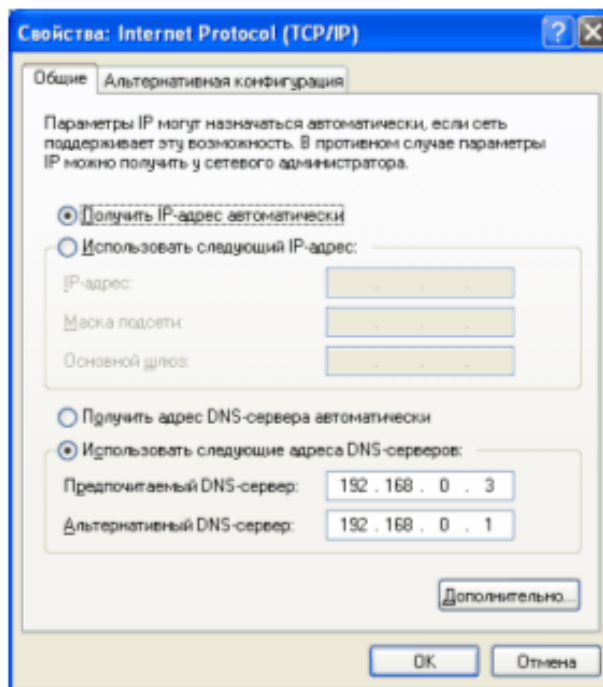 Свойства: Internet Protocol (TCP/IP)
Общие
Альтернативная конфигурация
Параметры IP могут назначаться автоматически, если сеть
поддерживает эту возможность. В противном случае параметры
IP можно получить у сетевого администратора.
Получить IP-адрес автоматически
Использовать следующий IP-адрес:
IP-адрес:
Маска подсети:
Основной шлюз:
Получить адрес DNS-сервера автоматически
Использовать следующие адреса DNS-серверов:
Предпочитаемый DNS-сервер: 192 . 168 . 0 . 3
Альтернативный DNS-сервер: 192 . 168 . 0 . 1
Дополнительно...
ОК Отмена